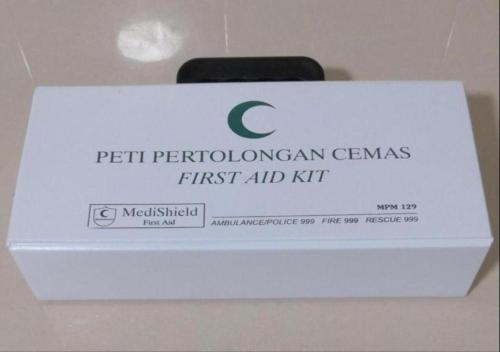 PETI PERTOLONGAN CEMAS
FIRST AID KIT
MediShield
First Aid
MPM 129
AMBULANCE/POLICE 999 FIRE 999 RESCUE 999